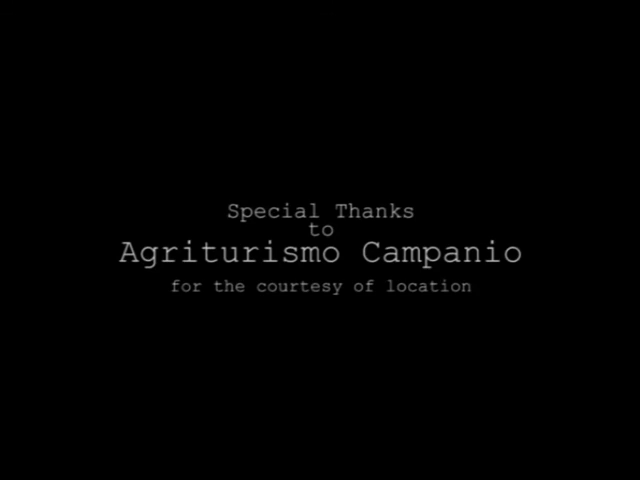 Special Thanks
to
Agriturismo Campanio
for the courtesy of location